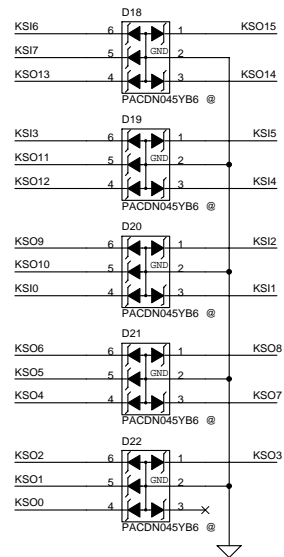 D18
KSI6 6 1 KSO15
KSI7 5 GND 2
KSO13 4 3 KSO14
PACDN045YB6 @
D19
KSI3 6 1 KSI5
KSO11 5 GND 2
KSO12 4 3 KSI4
PACDN045YB6 @
D20
KSO9 6 1 KSI2
KSO10 5 GND 2
KSI0 4 3 KSI1
PACDN045YB6 @
D21
KSO6 6 1 KSO8
KSO5 5 GND 2
KSO4 4 3 KSO7
PACDN045YB6 @
D22
KSO2 6 1 KSO3
KSO1 5 GND 2
KSO0 4 3
PACDN045YB6 @